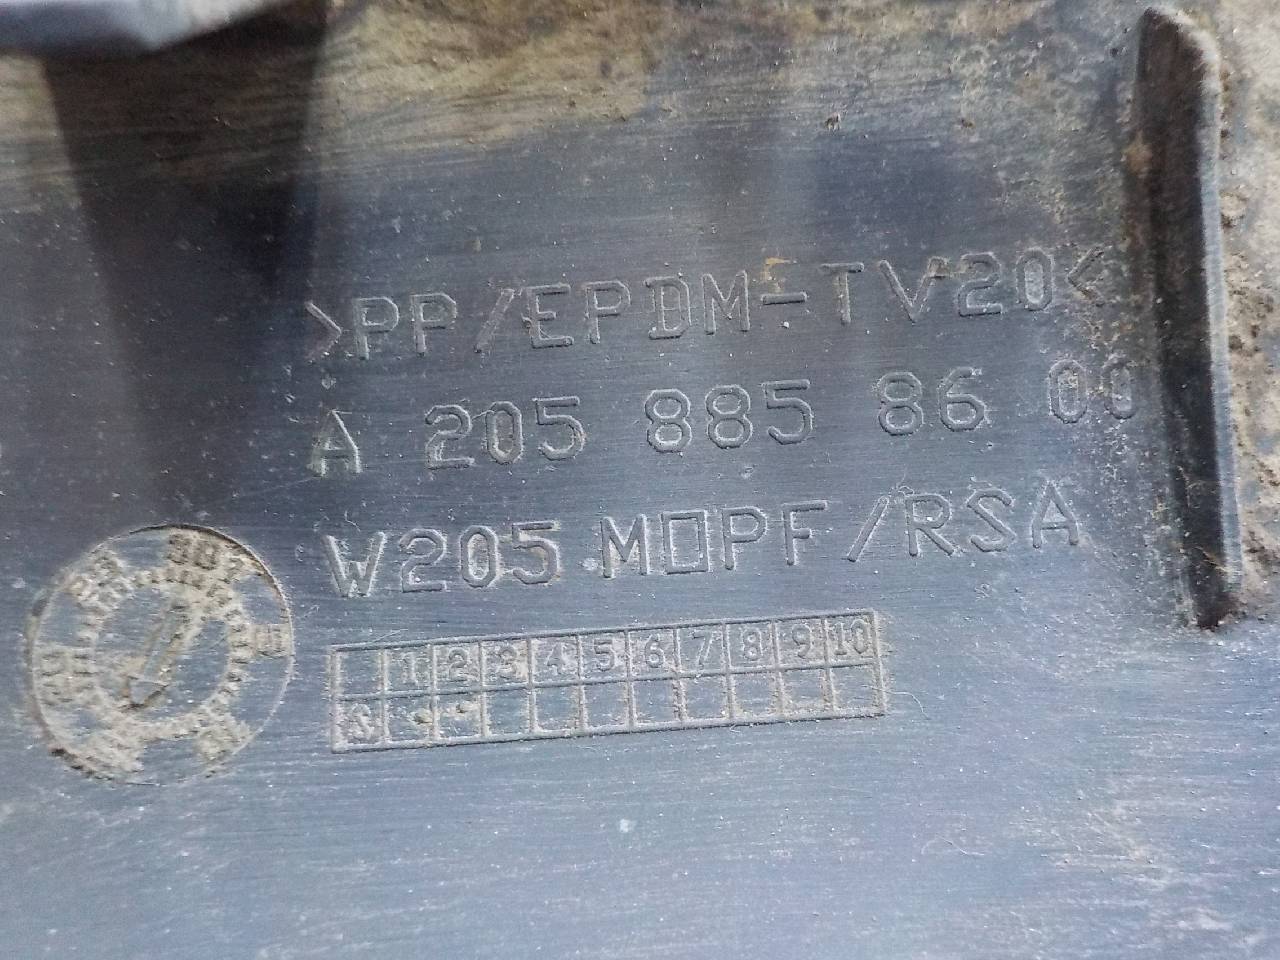 >PP/EPDM-TV20<
A 205 885 86 00
W205 M□PF/RSA
1 2 3 4 5 6 7 8 9 10